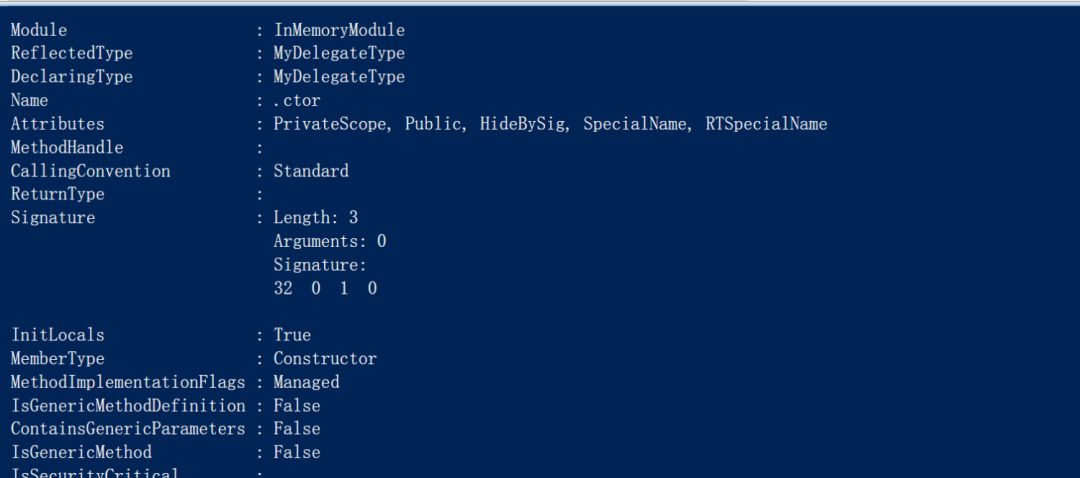 Module                          : InMemoryModule
ReflectedType                   : MyDelegateType
DeclaringType                   : MyDelegateType
Name                            : .ctor
Attributes                      : PrivateScope, Public, HideBySig, SpecialName, RTSpecialName
MethodHandle                    :
CallingConvention               : Standard
ReturnType                      :
Signature                       : Length: 3
Arguments: 0
Signature:
32 0 1 0
InitLocals                      : True
MemberType                      : Constructor
MethodImplementationFlags : Managed
IsGenericMethodDefinition : False
ContainsGenericParameters : False
IsGenericMethod                 : False
IsSecurityCritical              :